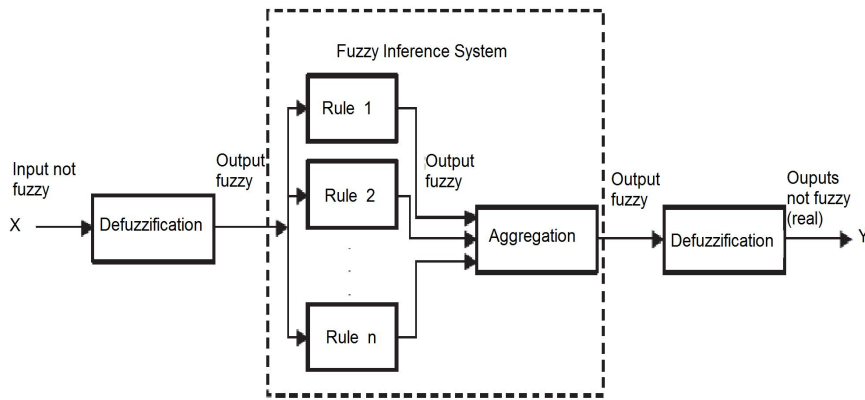 Fuzzy Inference System
Rule 1
Input not
fuzzy
Output
fuzzy
Output
fuzzy
Output
fuzzy
Ouputs
not fuzzy
(real)
X
Defuzzification
Rule 2
Aggregation
Defuzzification
Y
Rule n